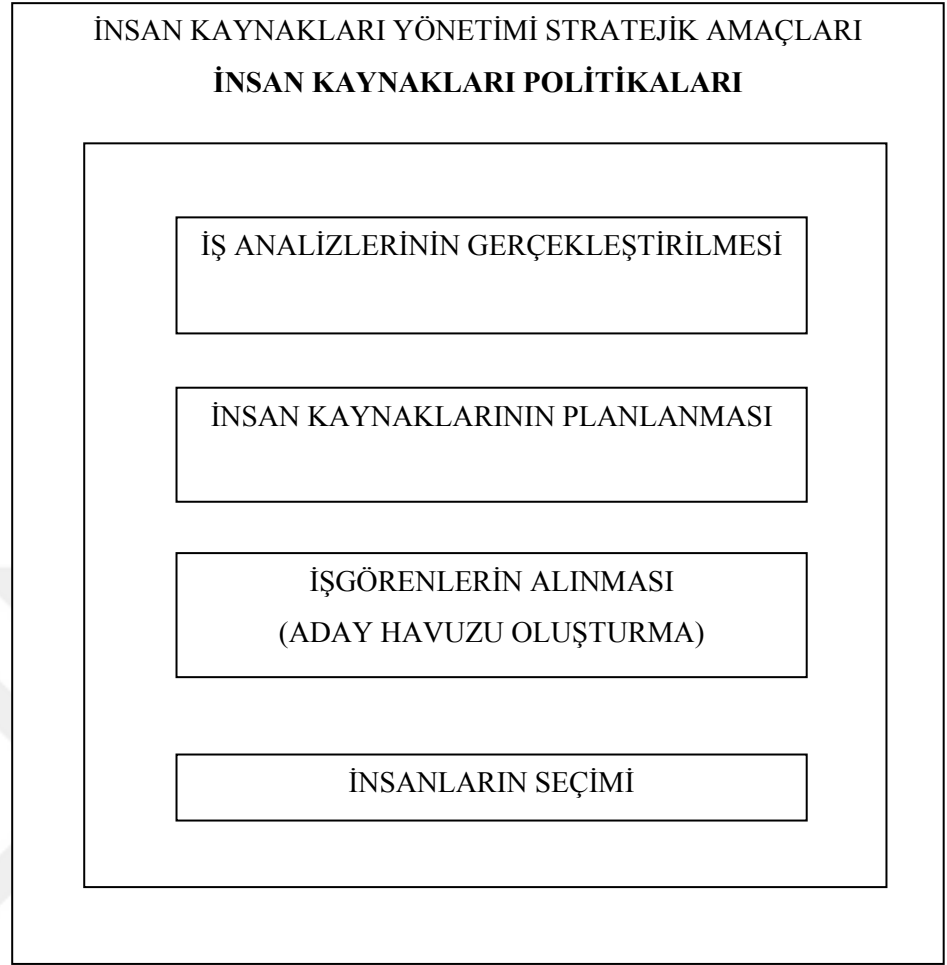 İNSAN KAYNAKLARI YÖNETİMİ STRATEJİK AMAÇLARI
İNSAN KAYNAKLARI POLİTİKALARI
İŞ ANALİZLERİNİN GERÇEKLEŞTİRİLMESİ
İNSAN KAYNAKLARININ PLANLANMASI
İŞGÖRENLERİN ALINMASI
(ADAY HAVUZU OLUŞTURMA)
İNSANLARIN SEÇİMİ